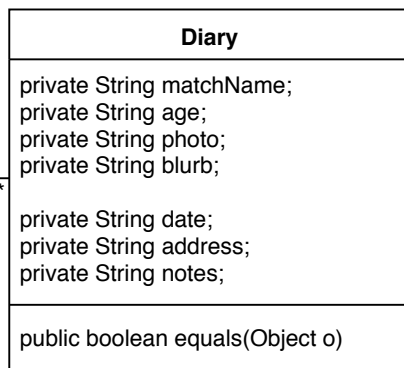 Diary
private String matchName;
private String age;
private String photo;
private String blurb;
*
private String date;
private String address;
private String notes;
public boolean equals(Object o)